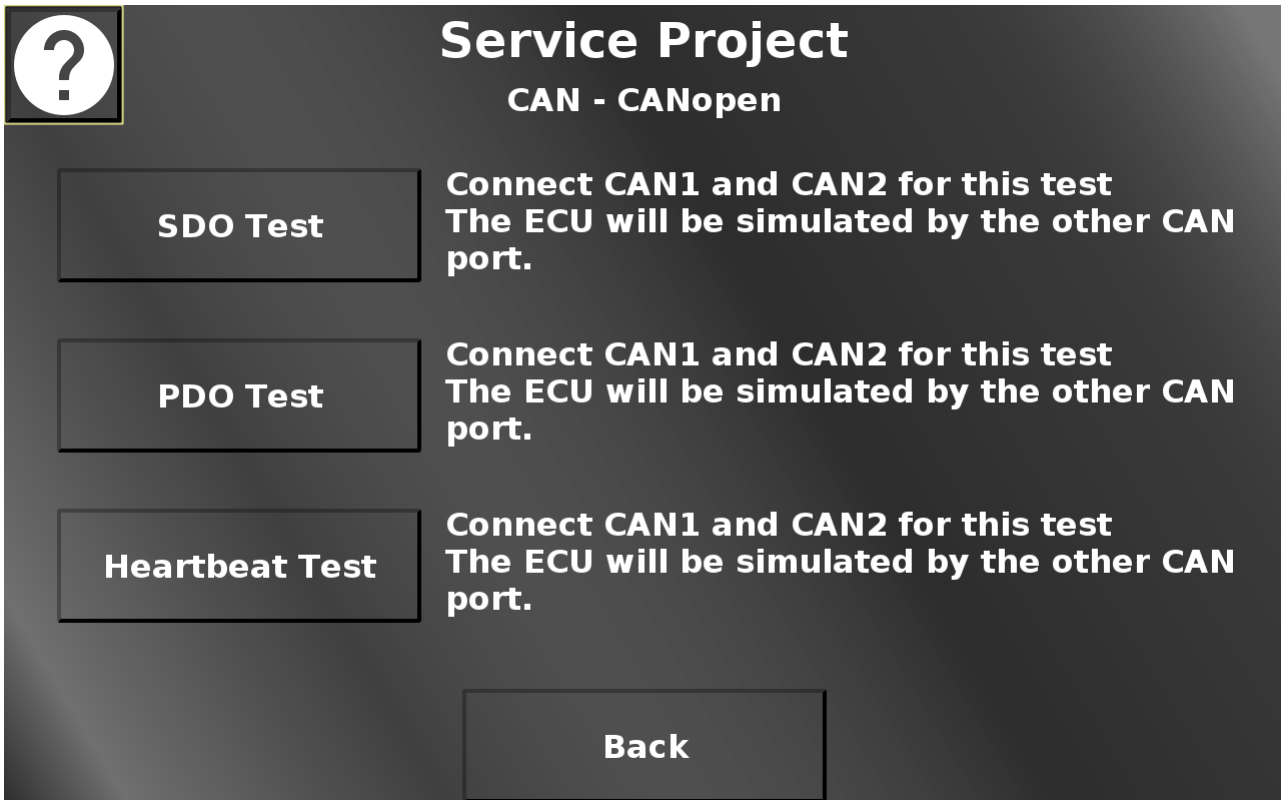 ?
Service Project
CAN - CANopen
SDO Test
Connect CAN1 and CAN2 for this test
The ECU will be simulated by the other CAN
port.
PDO Test
Connect CAN1 and CAN2 for this test
The ECU will be simulated by the other CAN
port.
Heartbeat Test
Connect CAN1 and CAN2 for this test
The ECU will be simulated by the other CAN
port.
Back